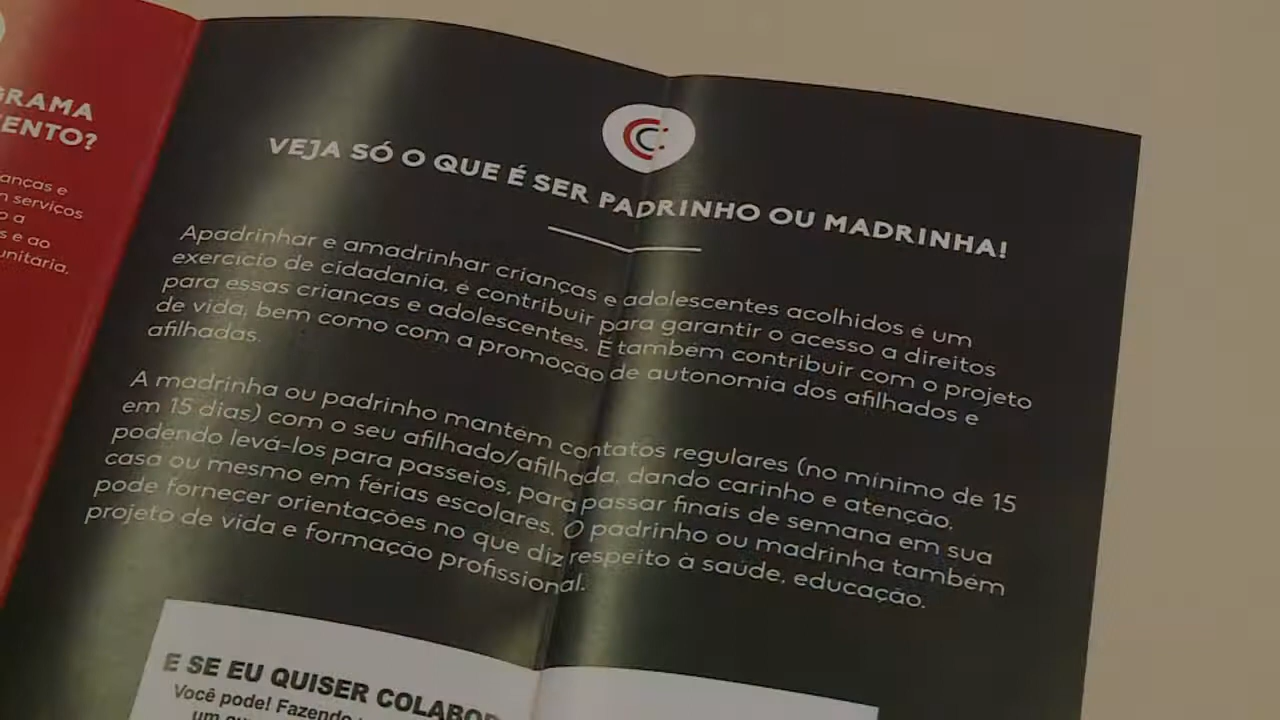 GRAMA
ENTO?
anças e
n serviços
o a
s e ao
unitária,
VEJA SÓ O QUE É SER PADRINHO OU MADRINHA!
Apadrinhar e amadrinhar crianças e adolescentes acolhidos é um
exercício de cidadania, é contribuir para garantir o acesso a direitos
para essas crianças e adolescentes. É também contribuir com o projeto
de vida, bem como com a promoção de autonomia dos afilhados e
afilhadas.
A madrinha ou padrinho mantém contatos regulares (no mínimo de 15
em 15 dias) com o seu afilhado/afilhada, dando carinho e atenção,
podendo levá-los para passeios, para passar finais de semana em sua
casa ou mesmo em férias escolares. O padrinho ou madrinha também
pode fornecer orientações no que diz respeito à saúde, educação,
projeto de vida e formação profissional.
E SE EU QUISER COLABOR
Você pode! Fazendo
um